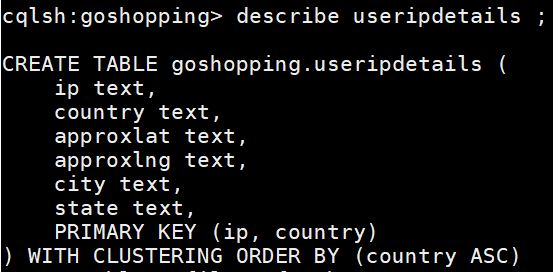 cqlsh:goshopping> describe useripdetails ;
CREATE TABLE goshopping.useripdetails (
    ip text,
    country text,
    approxlat text,
    approxlng text,
    city text,
    state text,
    PRIMARY KEY (ip, country)
) WITH CLUSTERING ORDER BY (country ASC)